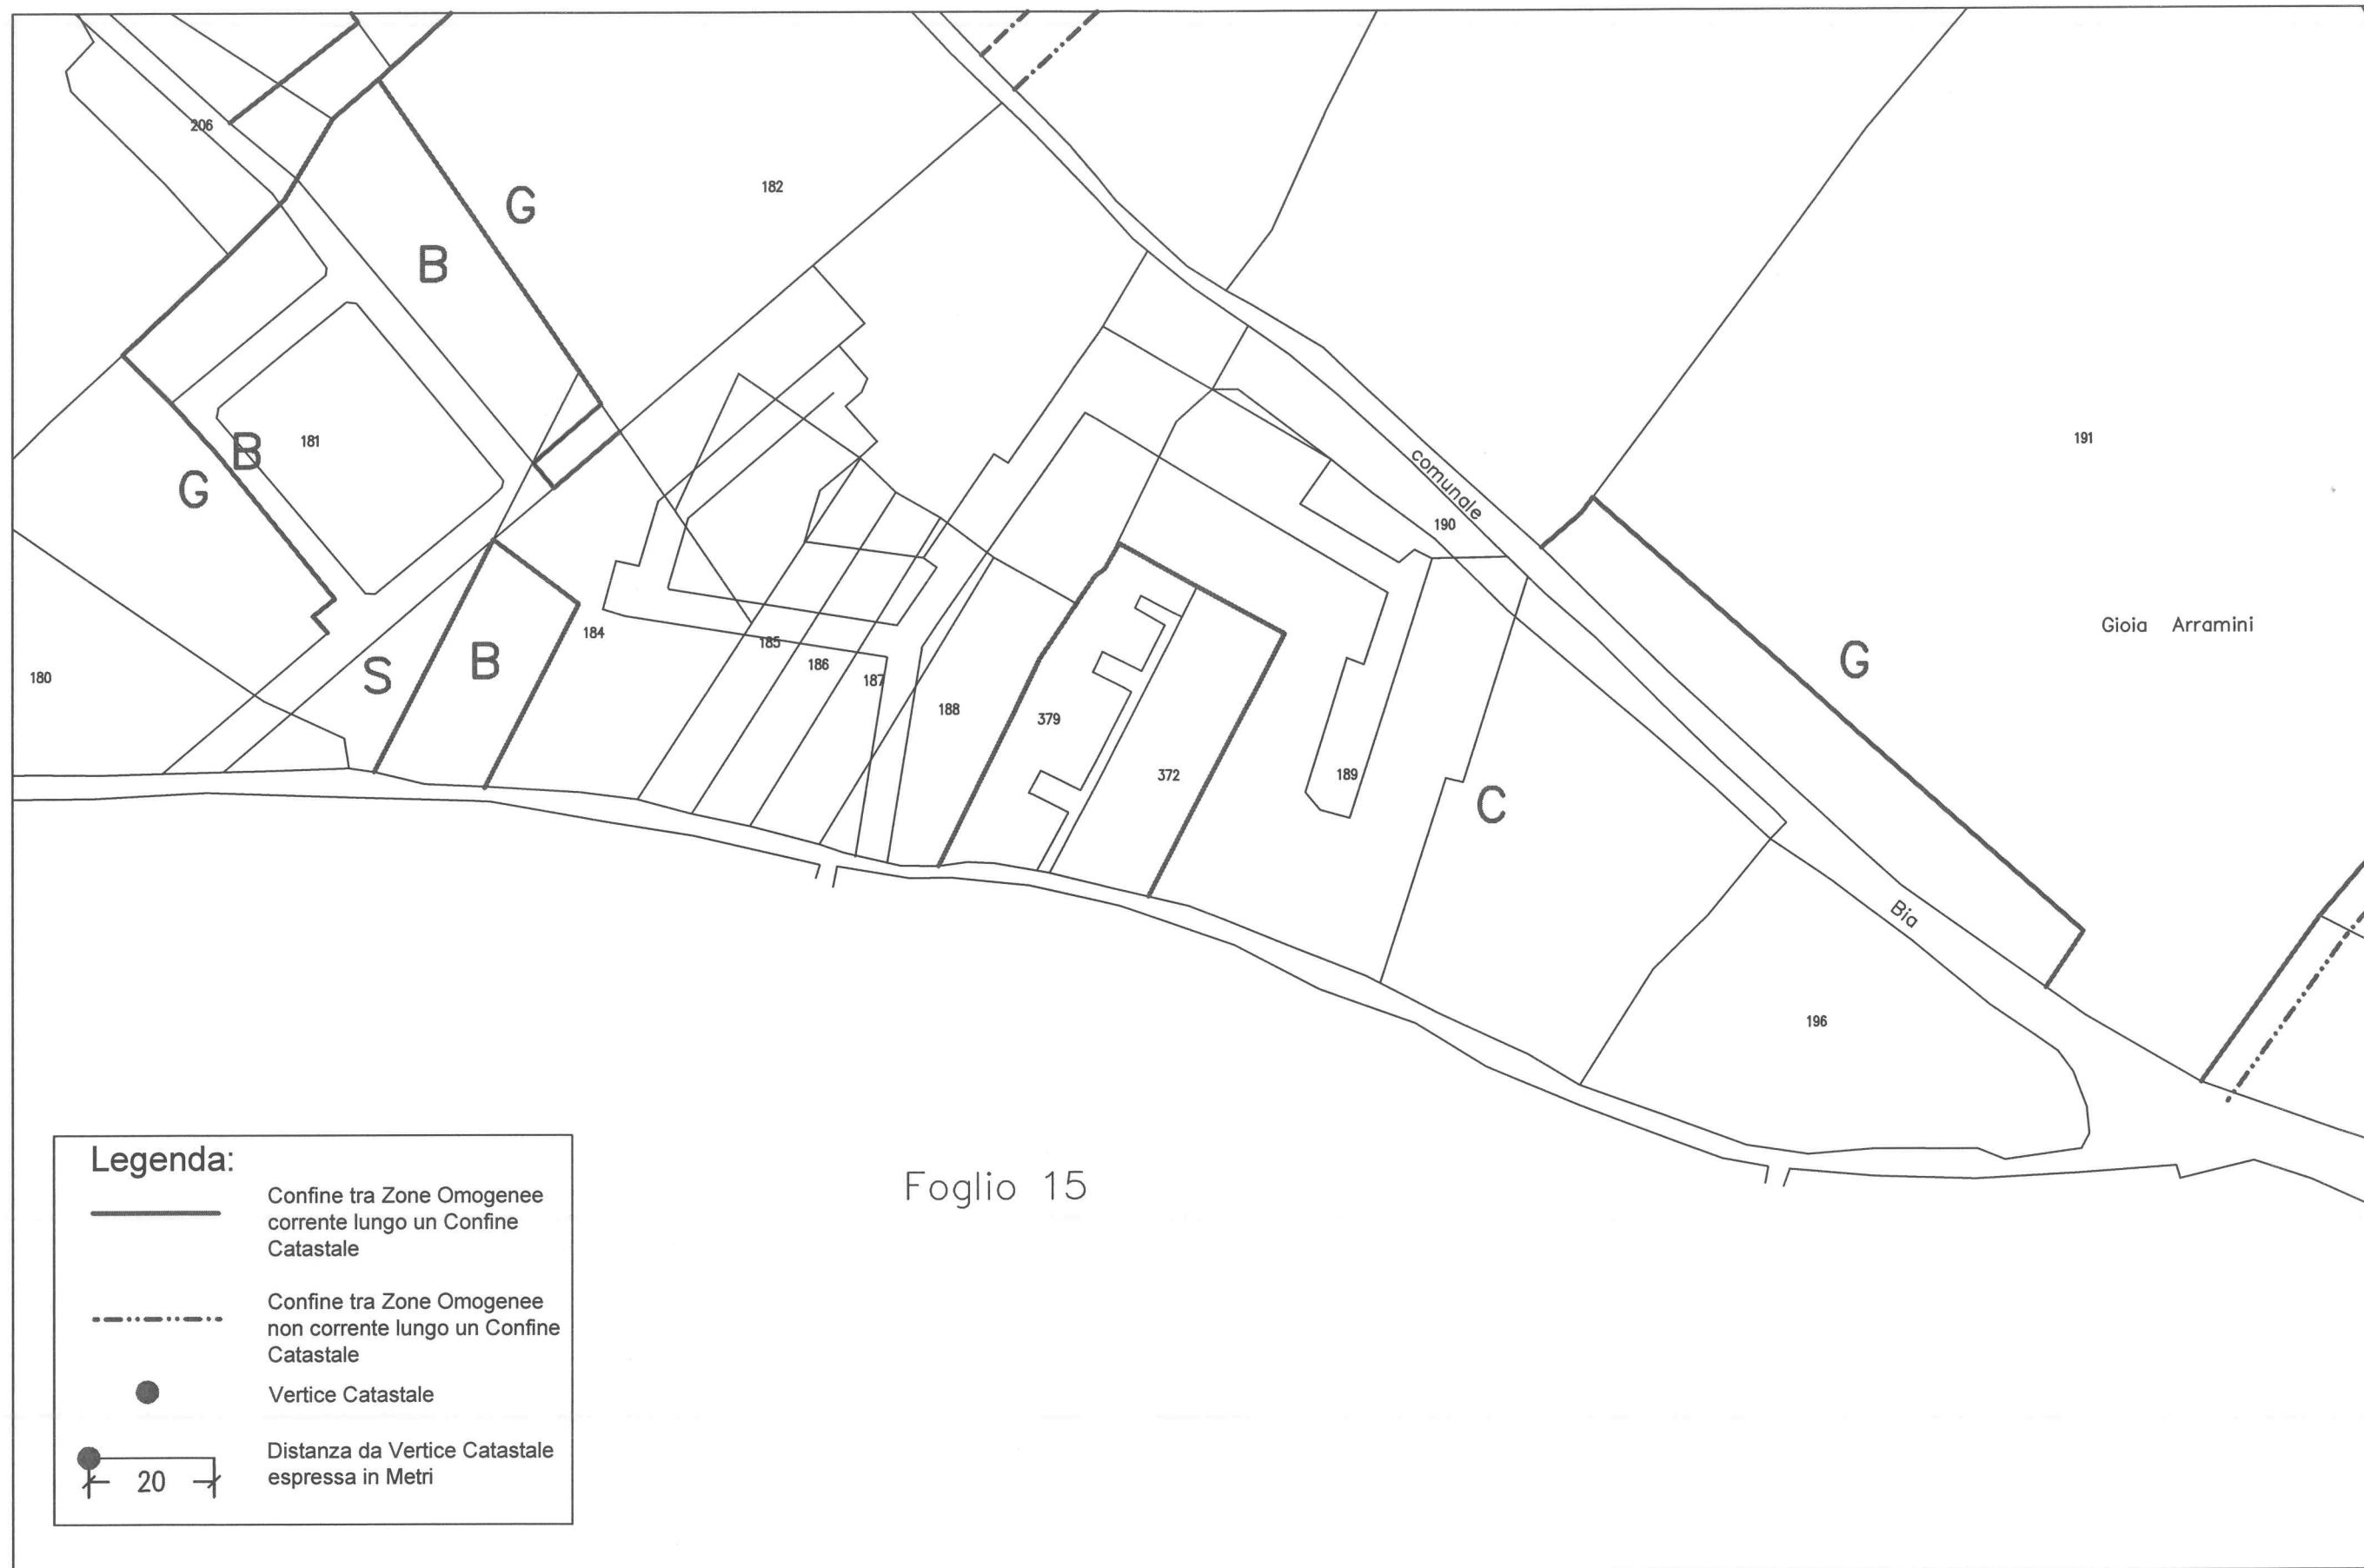 206
182
G
B
191
181
B
G
comunale
190
Gioia Arramini
184
185
G
S
B
186
180
187
188
379
372
189
C
Bia
196
Legenda:
Confine tra Zone Omogenee
corrente lungo un Confine
Catastale
Confine tra Zone Omogenee
non corrente lungo un Confine
Catastale
Vertice Catastale
Distanza da Vertice Catastale
espressa in Metri
20
Foglio 15